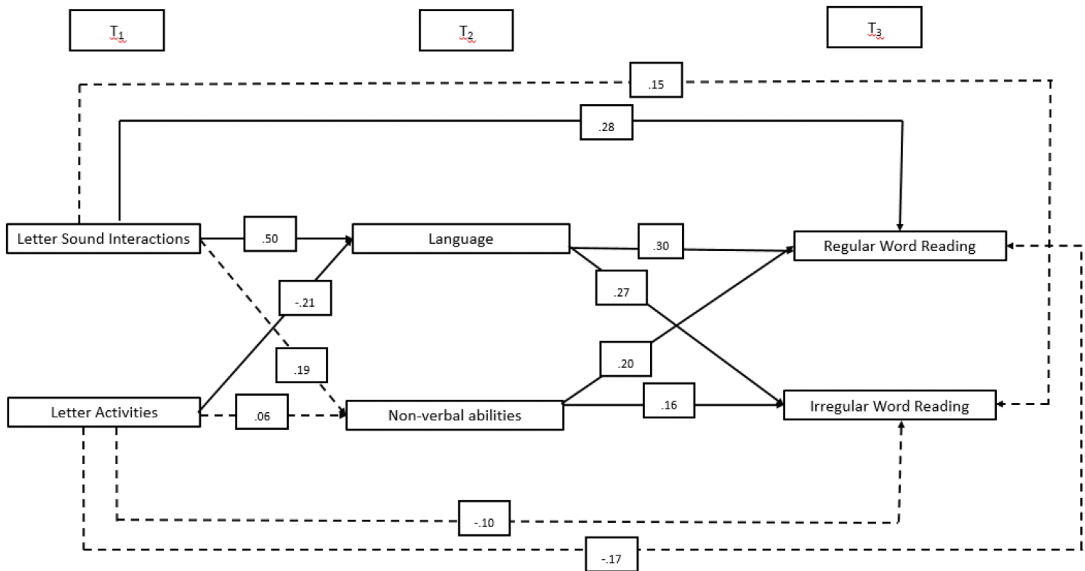 T1
T2
T3
.15
.28
Letter Sound Interactions
.50
Language
.30
Regular Word Reading
-.21
.27
.19
.20
Letter Activities
.06
Non-verbal abilities
.16
Irregular Word Reading
-.10
-.17